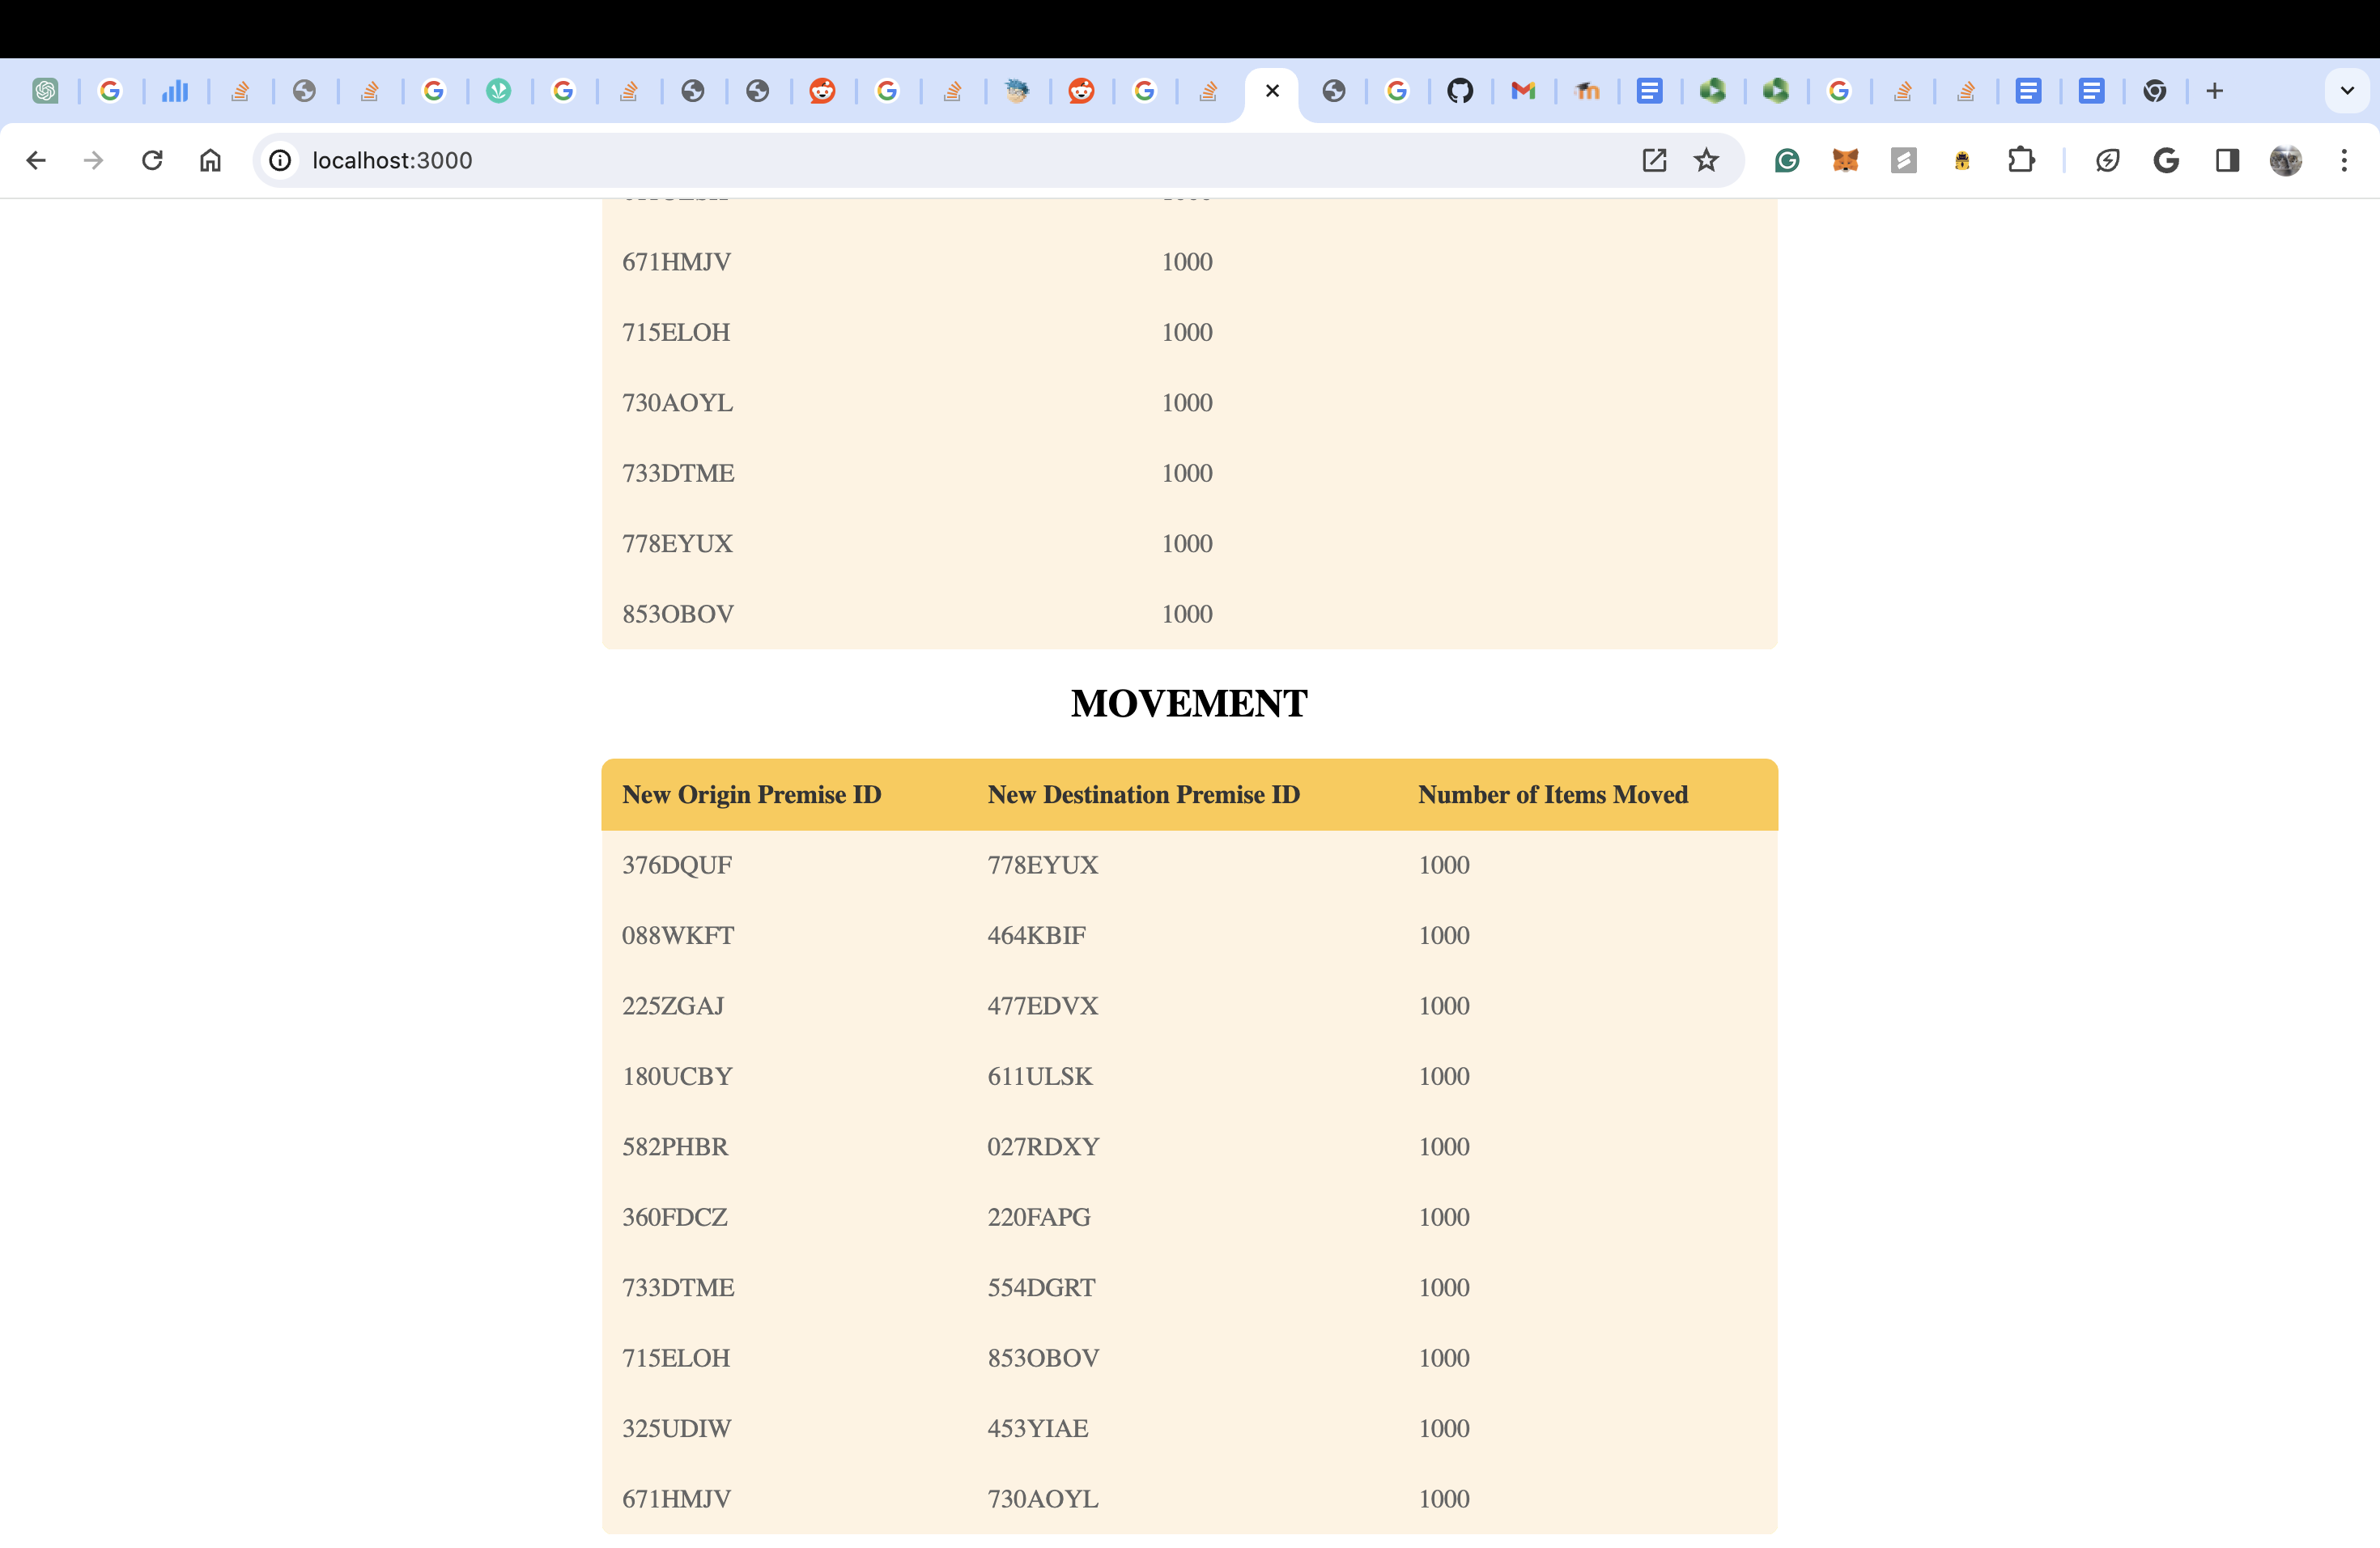 localhost:3000
671HMJV 1000
715ELOH 1000
730AOYL 1000
733DTME 1000
778EYUX 1000
853OBOV 1000
MOVEMENT
New Origin Premise ID New Destination Premise ID Number of Items Moved
376DQUF 778EYUX 1000
088WKFT 464KBIF 1000
225ZGAJ 477EDVX 1000
180UCBY 611ULSK 1000
582PHBR 027RDXY 1000
360FDCZ 220FAPG 1000
733DTME 554DGRT 1000
715ELOH 853OBOV 1000
325UDIW 453YIAE 1000
671HMJV 730AOYL 1000